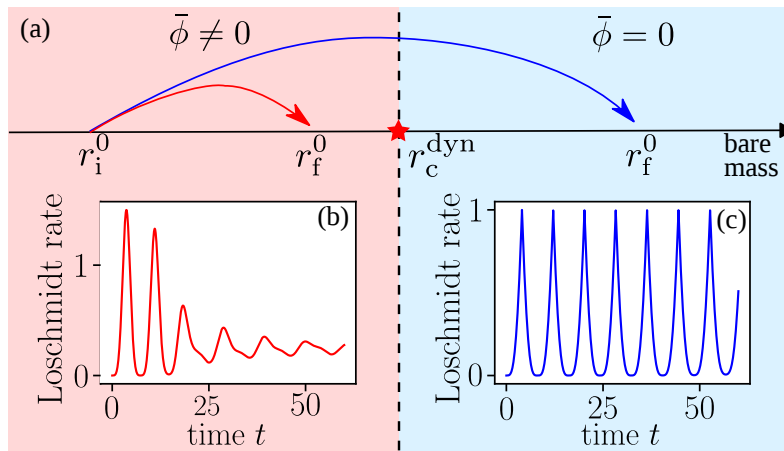 (a)
ϕ̄ ≠ 0
ϕ̄ = 0
r_i^0
r_f^0
r_c^dyn
r_f^0
bare
mass
(b)
Loschmidt rate
1
0
0
25
50
time t
(c)
Loschmidt rate
1
0
0
25
50
time t